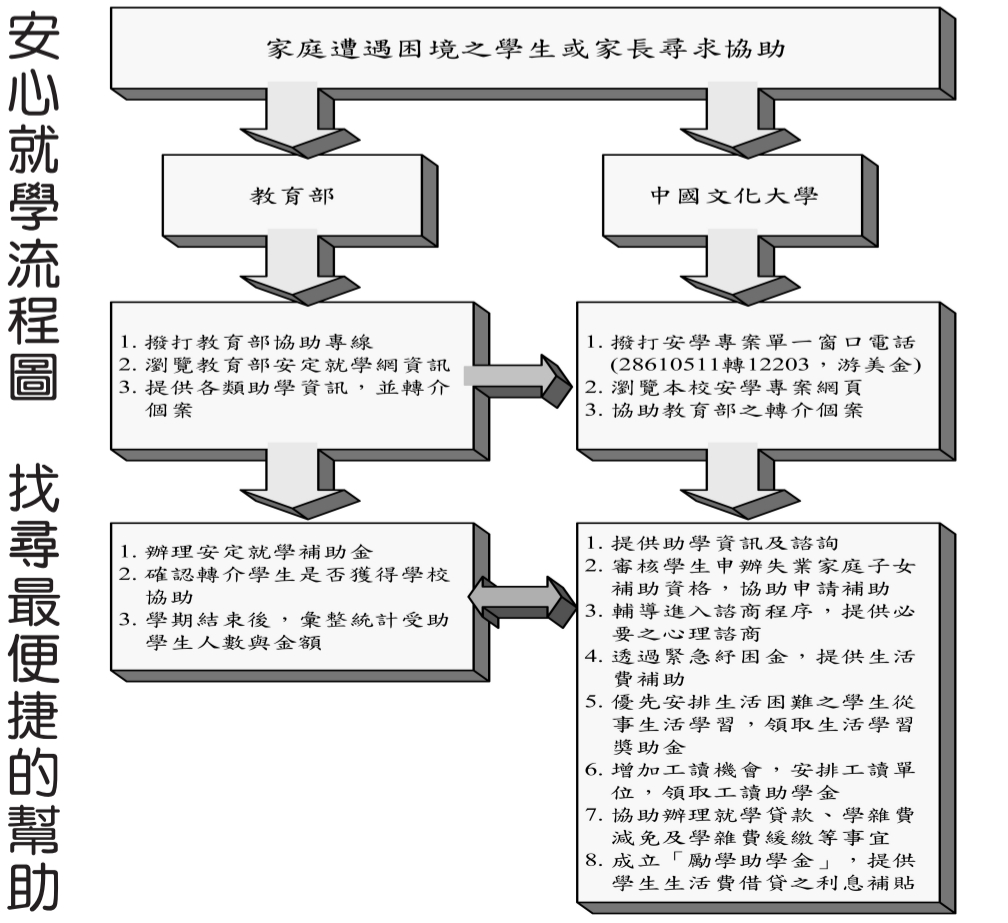 安心就學流程圖　找尋最便捷的幫助
家庭遭遇困境之學生或家長尋求協助
教育部
中國文化大學
1. 撥打教育部協助專線
2. 瀏覽教育部安定就學網資訊
3. 提供各類助學資訊，並轉介
個案
1. 撥打安學專案單一窗口電話
(28610511轉12203，游美金)
2. 瀏覽本校安學專案網頁
3. 協助教育部之轉介個案
1. 辦理安定就學補助金
2. 確認轉介學生是否獲得學校
協助
3. 學期結束後，彙整統計受助
學生人數與金額
1. 提供助學資訊及諮詢
2. 審核學生申辦失業家庭子女
補助資格，協助申請補助
3. 輔導進入諮商程序，提供必
要之心理諮商
4. 透過緊急紓困金，提供生活
費補助
5. 優先安排生活困難之學生從
事生活學習，領取生活學習
獎助金
6. 增加工讀機會，安排工讀單
位，領取工讀助學金
7. 協助辦理就學貸款、學雜費
減免及學雜費緩繳等事宜
8. 成立「勵學助學金」，提供
學生生活費借貸之利息補貼